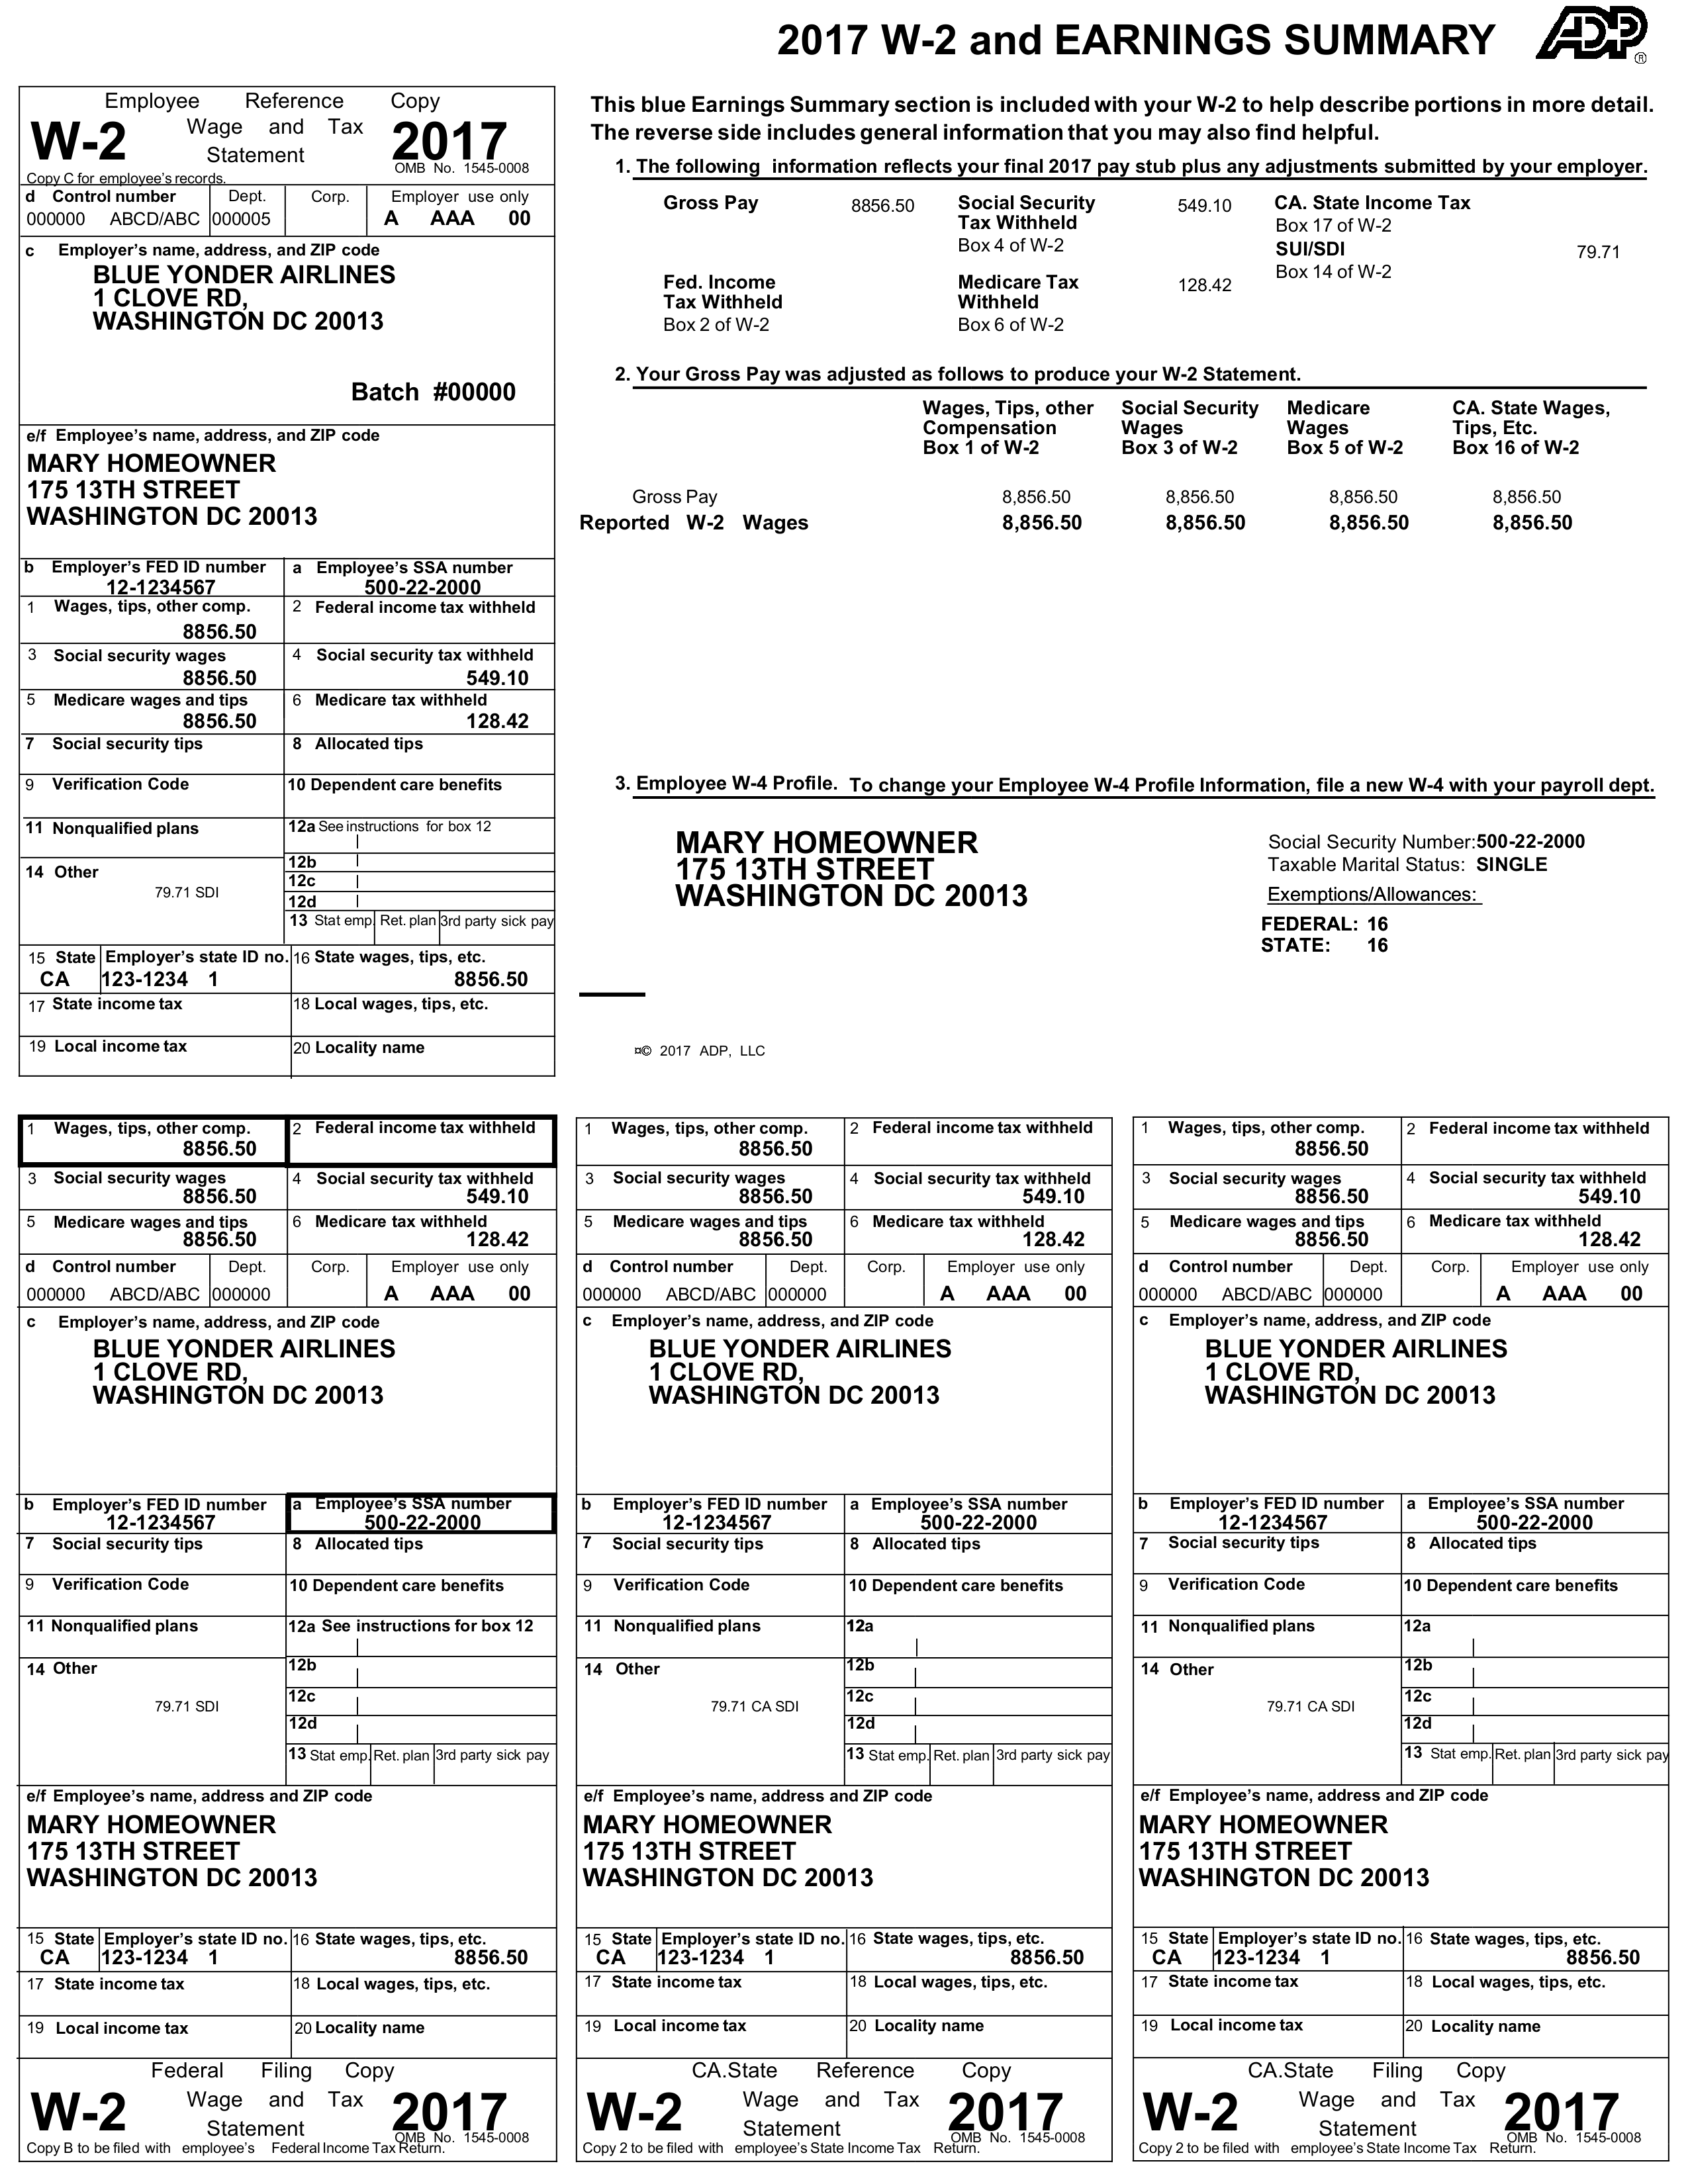 2017 W-2 and EARNINGS SUMMARY
ADP ®
Employee Reference Copy
W-2 Wage and Tax Statement 2017
OMB No. 1545-0008
Copy C for employee's records.
d Control number Dept. Corp. Employer use only
000000 ABCD/ABC 000005 A AAA 00
c Employer's name, address, and ZIP code
BLUE YONDER AIRLINES
1 CLOVE RD,
WASHINGTON DC 20013
Batch #00000
e/f Employee's name, address, and ZIP code
MARY HOMEOWNER
175 13TH STREET
WASHINGTON DC 20013
b Employer's FED ID number a Employee's SSA number
12-1234567 500-22-2000
1 Wages, tips, other comp. 2 Federal income tax withheld
8856.50
3 Social security wages 4 Social security tax withheld
8856.50 549.10
5 Medicare wages and tips 6 Medicare tax withheld
8856.50 128.42
7 Social security tips 8 Allocated tips
9 Verification Code 10 Dependent care benefits
11 Nonqualified plans 12a See instructions for box 12
14 Other 12b
79.71 SDI 12c
12d
13 Stat emp. Ret. plan 3rd party sick pay
15 State Employer's state ID no. 16 State wages, tips, etc.
CA 123-1234 1 8856.50
17 State income tax 18 Local wages, tips, etc.
19 Local income tax 20 Locality name
This blue Earnings Summary section is included with your W-2 to help describe portions in more detail.
The reverse side includes general information that you may also find helpful.
1. The following information reflects your final 2017 pay stub plus any adjustments submitted by your employer.
Gross Pay 8856.50 Social Security 549.10 CA. State Income Tax
Tax Withheld Box 17 of W-2
Box 4 of W-2 SUI/SDI 79.71
Box 14 of W-2
Fed. Income Medicare Tax 128.42
Tax Withheld Withheld
Box 2 of W-2 Box 6 of W-2
2. Your Gross Pay was adjusted as follows to produce your W-2 Statement.
Wages, Tips, other Social Security Medicare CA. State Wages,
Compensation Wages Wages Tips, Etc.
Box 1 of W-2 Box 3 of W-2 Box 5 of W-2 Box 16 of W-2
Gross Pay 8,856.50 8,856.50 8,856.50 8,856.50
Reported W-2 Wages 8,856.50 8,856.50 8,856.50 8,856.50
3. Employee W-4 Profile. To change your Employee W-4 Profile Information, file a new W-4 with your payroll dept.
MARY HOMEOWNER
175 13TH STREET
WASHINGTON DC 20013
Social Security Number:500-22-2000
Taxable Marital Status: SINGLE
Exemptions/Allowances:
FEDERAL: 16
STATE: 16
¤© 2017 ADP, LLC
1 Wages, tips, other comp. 2 Federal income tax withheld
8856.50
3 Social security wages 4 Social security tax withheld
8856.50 549.10
5 Medicare wages and tips 6 Medicare tax withheld
8856.50 128.42
d Control number Dept. Corp. Employer use only
000000 ABCD/ABC 000000 A AAA 00
c Employer's name, address, and ZIP code
BLUE YONDER AIRLINES
1 CLOVE RD,
WASHINGTON DC 20013
b Employer's FED ID number a Employee's SSA number
12-1234567 500-22-2000
7 Social security tips 8 Allocated tips
9 Verification Code 10 Dependent care benefits
11 Nonqualified plans 12a See instructions for box 12
14 Other 12b
79.71 SDI 12c
12d
13 Stat emp. Ret. plan 3rd party sick pay
e/f Employee's name, address and ZIP code
MARY HOMEOWNER
175 13TH STREET
WASHINGTON DC 20013
15 State Employer's state ID no. 16 State wages, tips, etc.
CA 123-1234 1 8856.50
17 State income tax 18 Local wages, tips, etc.
19 Local income tax 20 Locality name
Federal Filing Copy
W-2 Wage and Tax Statement 2017
OMB No. 1545-0008
Copy B to be filed with employee's Federal Income Tax Return.
1 Wages, tips, other comp. 2 Federal income tax withheld
8856.50
3 Social security wages 4 Social security tax withheld
8856.50 549.10
5 Medicare wages and tips 6 Medicare tax withheld
8856.50 128.42
d Control number Dept. Corp. Employer use only
000000 ABCD/ABC 000000 A AAA 00
c Employer's name, address, and ZIP code
BLUE YONDER AIRLINES
1 CLOVE RD,
WASHINGTON DC 20013
b Employer's FED ID number a Employee's SSA number
12-1234567 500-22-2000
7 Social security tips 8 Allocated tips
9 Verification Code 10 Dependent care benefits
11 Nonqualified plans 12a
14 Other 12b
79.71 CA SDI 12c
12d
13 Stat emp. Ret. plan 3rd party sick pay
e/f Employee's name, address and ZIP code
MARY HOMEOWNER
175 13TH STREET
WASHINGTON DC 20013
15 State Employer's state ID no. 16 State wages, tips, etc.
CA 123-1234 1 8856.50
17 State income tax 18 Local wages, tips, etc.
19 Local income tax 20 Locality name
CA.State Reference Copy
W-2 Wage and Tax Statement 2017
OMB No. 1545-0008
Copy 2 to be filed with employee's State Income Tax Return.
1 Wages, tips, other comp. 2 Federal income tax withheld
8856.50
3 Social security wages 4 Social security tax withheld
8856.50 549.10
5 Medicare wages and tips 6 Medicare tax withheld
8856.50 128.42
d Control number Dept. Corp. Employer use only
000000 ABCD/ABC 000000 A AAA 00
c Employer's name, address, and ZIP code
BLUE YONDER AIRLINES
1 CLOVE RD,
WASHINGTON DC 20013
b Employer's FED ID number a Employee's SSA number
12-1234567 500-22-2000
7 Social security tips 8 Allocated tips
9 Verification Code 10 Dependent care benefits
11 Nonqualified plans 12a
14 Other 12b
79.71 CA SDI 12c
12d
13 Stat emp. Ret. plan 3rd party sick pay
e/f Employee's name, address and ZIP code
MARY HOMEOWNER
175 13TH STREET
WASHINGTON DC 20013
15 State Employer's state ID no. 16 State wages, tips, etc.
CA 123-1234 1 8856.50
17 State income tax 18 Local wages, tips, etc.
19 Local income tax 20 Locality name
CA.State Filing Copy
W-2 Wage and Tax Statement 2017
OMB No. 1545-0008
Copy 2 to be filed with employee's State Income Tax Return.